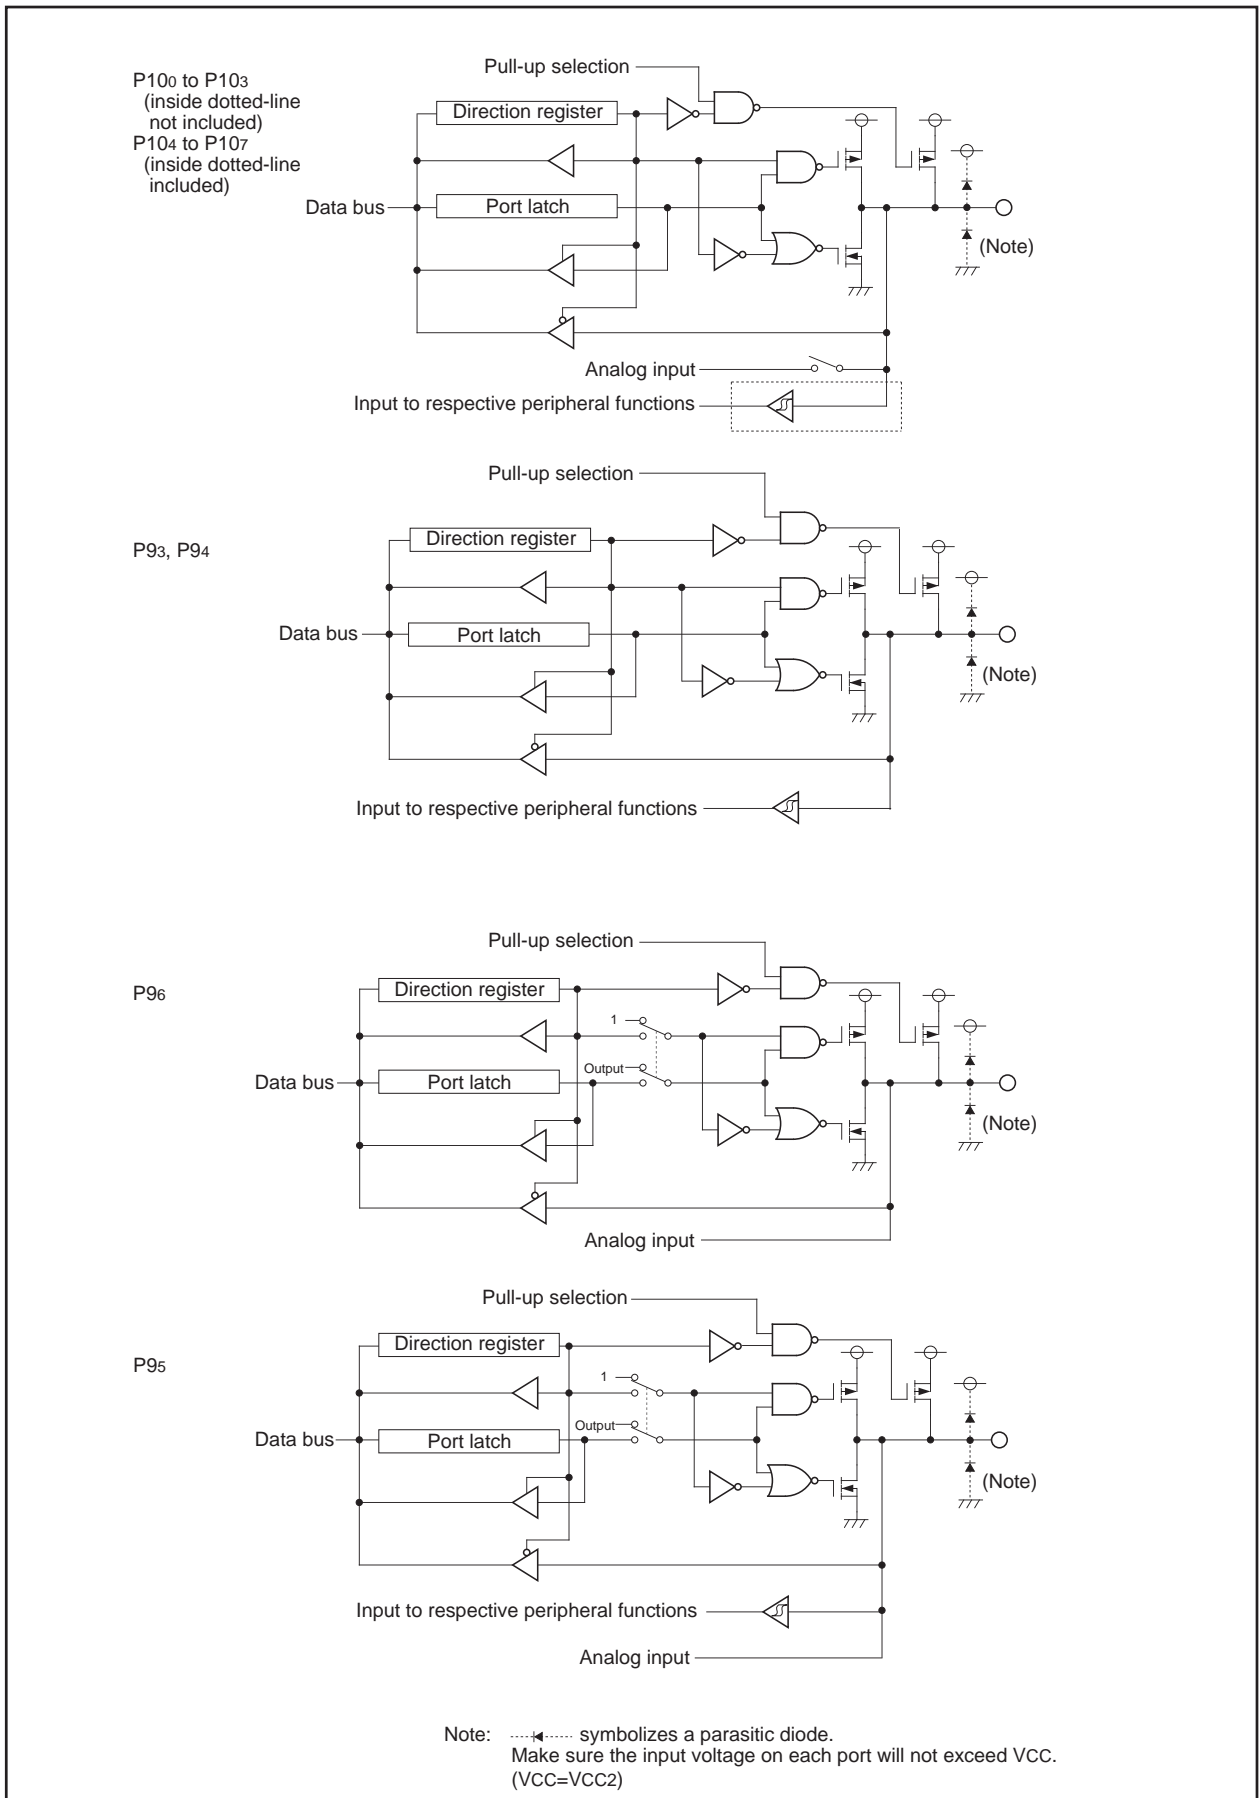 P100 to P103
(inside dotted-line
not included)
P104 to P107
(inside dotted-line
included)
Pull-up selection
Direction register
Data bus
Port latch
(Note)
Analog input
Input to respective peripheral functions
P93, P94
Pull-up selection
Direction register
Data bus
Port latch
(Note)
Input to respective peripheral functions
P96
Pull-up selection
Direction register
1
Output
Data bus
Port latch
(Note)
Analog input
P95
Pull-up selection
Direction register
1
Output
Data bus
Port latch
(Note)
Input to respective peripheral functions
Analog input
Note: symbolizes a parasitic diode.
Make sure the input voltage on each port will not exceed VCC.
(VCC=VCC2)